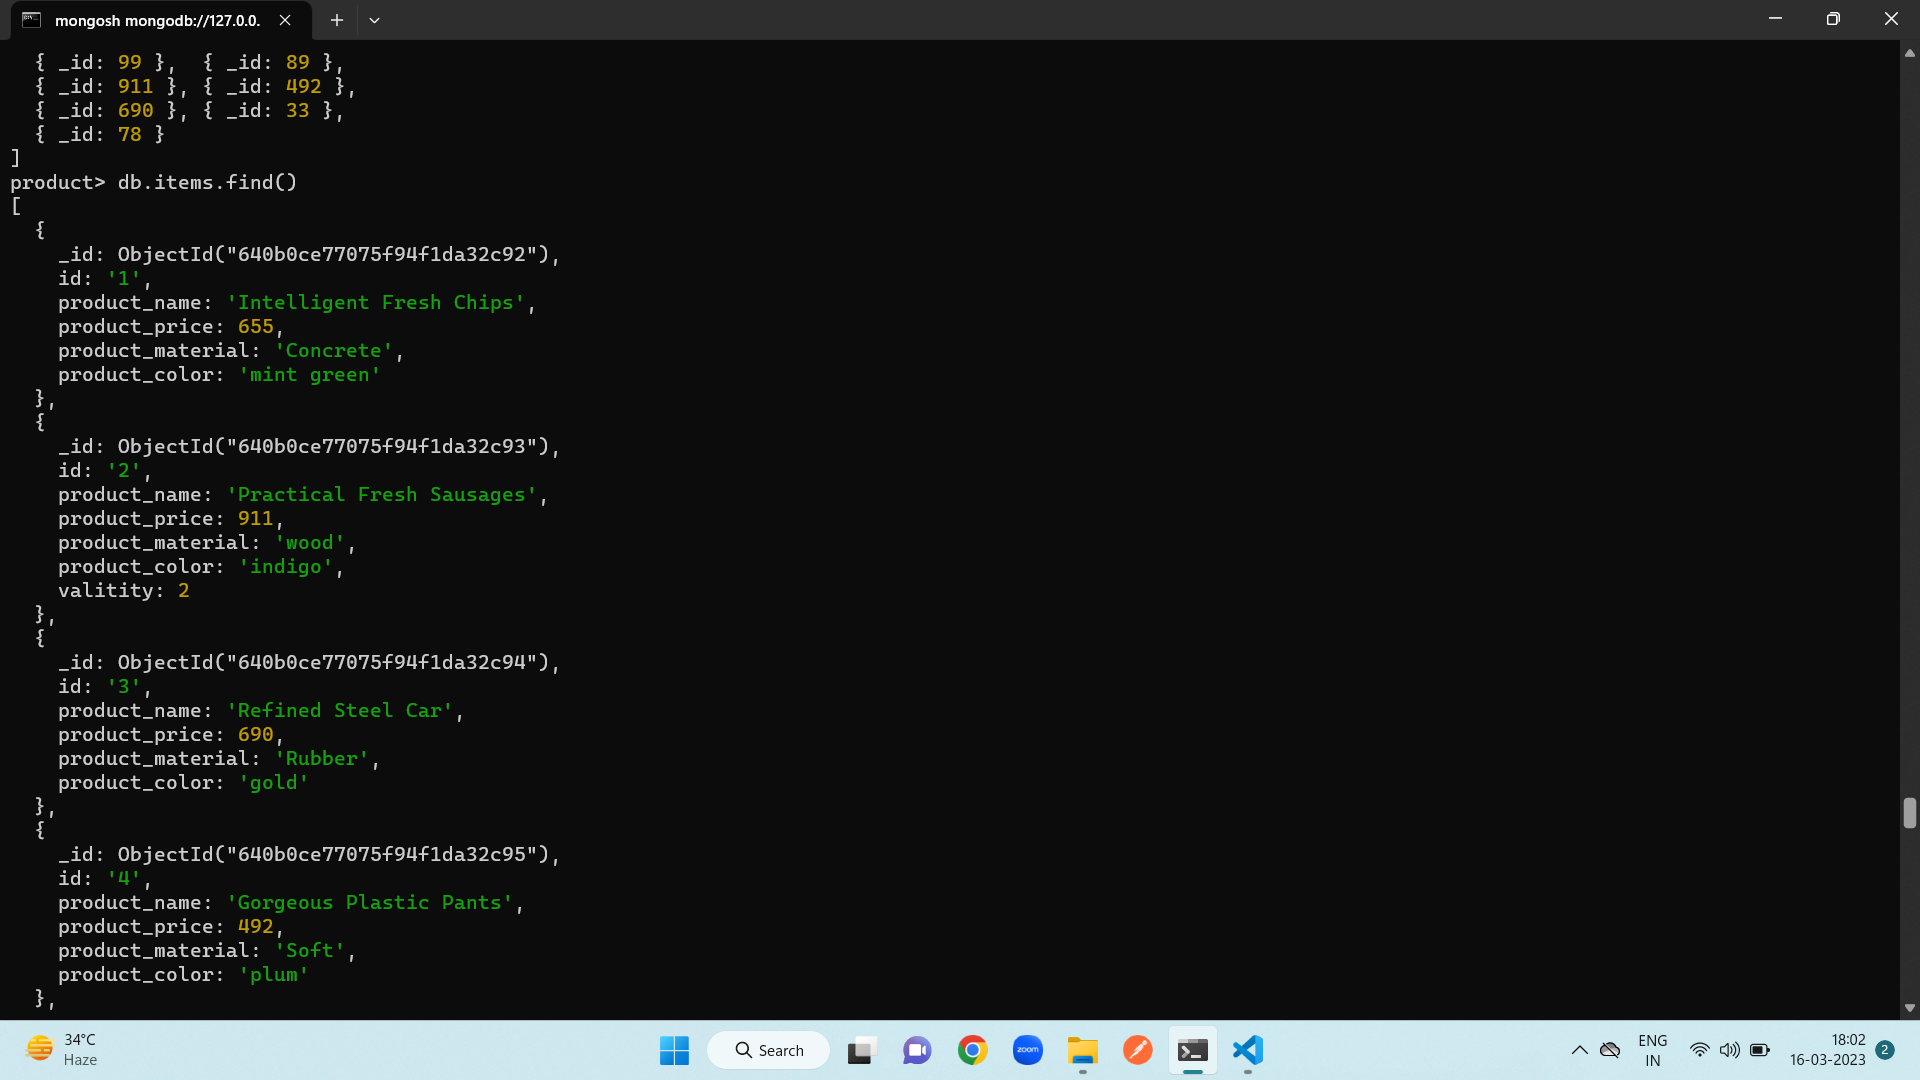 mongosh mongodb://127.0.0.
{ _id: 99 },  { _id: 89 },
{ _id: 911 }, { _id: 492 },
{ _id: 690 }, { _id: 33 },
{ _id: 78 }
]
product> db.items.find()
[
{
_id: ObjectId("640b0ce77075f94f1da32c92"),
id: '1',
product_name: 'Intelligent Fresh Chips',
product_price: 655,
product_material: 'Concrete',
product_color: 'mint green'
},
{
_id: ObjectId("640b0ce77075f94f1da32c93"),
id: '2',
product_name: 'Practical Fresh Sausages',
product_price: 911,
product_material: 'wood',
product_color: 'indigo',
valitity: 2
},
{
_id: ObjectId("640b0ce77075f94f1da32c94"),
id: '3',
product_name: 'Refined Steel Car',
product_price: 690,
product_material: 'Rubber',
product_color: 'gold'
},
{
_id: ObjectId("640b0ce77075f94f1da32c95"),
id: '4',
product_name: 'Gorgeous Plastic Pants',
product_price: 492,
product_material: 'Soft',
product_color: 'plum'
},
34°C
Haze
Search
zoom
ENG
IN
18:02
16-03-2023
2